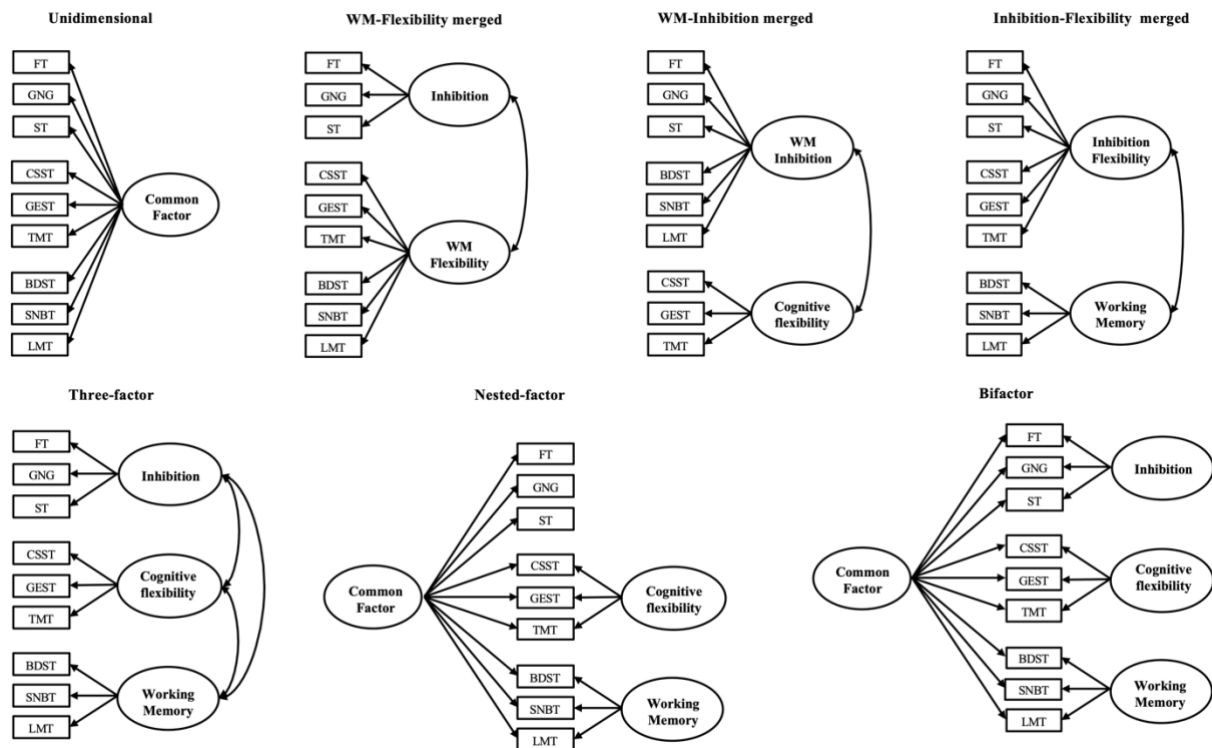 Unidimensional
FT
GNG
ST
CSST
GEST
TMT
BDST
SNBT
LMT
Common
Factor
WM-Flexibility merged
FT
GNG
ST
CSST
GEST
TMT
BDST
SNBT
LMT
Inhibition
WM
Flexibility
WM-Inhibition merged
FT
GNG
ST
BDST
SNBT
LMT
CSST
GEST
TMT
WM
Inhibition
Cognitive
flexibility
Inhibition-Flexibility merged
FT
GNG
ST
CSST
GEST
TMT
BDST
SNBT
LMT
Inhibition
Flexibility
Working
Memory
Three-factor
FT
GNG
ST
CSST
GEST
TMT
BDST
SNBT
LMT
Inhibition
Cognitive
flexibility
Working
Memory
Nested-factor
Common
Factor
FT
GNG
ST
CSST
GEST
TMT
BDST
SNBT
LMT
Cognitive
flexibility
Working
Memory
Bifactor
Common
Factor
FT
GNG
ST
CSST
GEST
TMT
BDST
SNBT
LMT
Inhibition
Cognitive
flexibility
Working
Memory